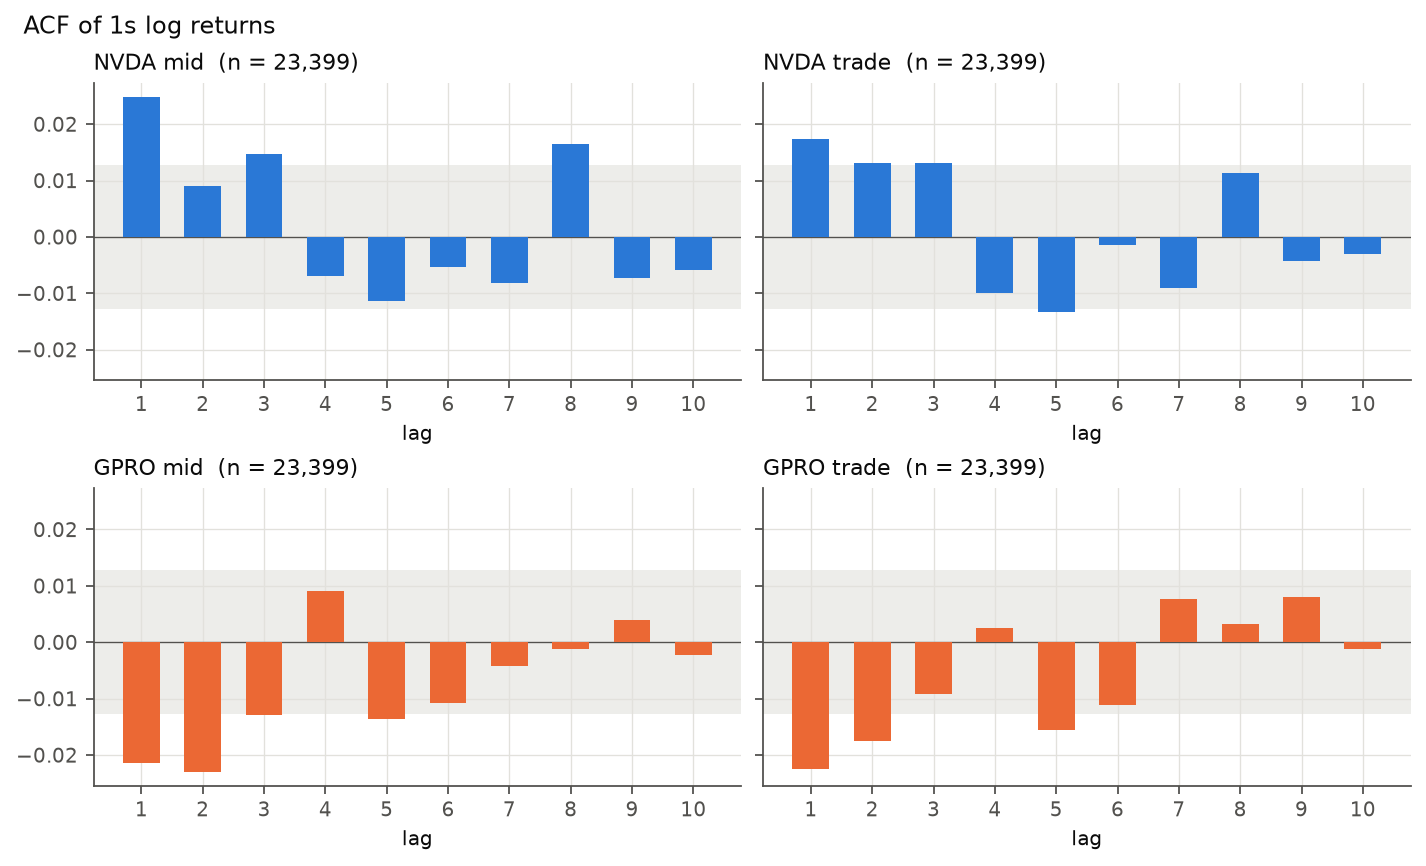 ACF of 1s log returns
NVDA mid  (n = 23,399)
NVDA trade  (n = 23,399)
0.02
0.01
0.00
−0.01
−0.02
1 2 3 4 5 6 7 8 9 10
1 2 3 4 5 6 7 8 9 10
lag
lag
GPRO mid  (n = 23,399)
GPRO trade  (n = 23,399)
0.02
0.01
0.00
−0.01
−0.02
1 2 3 4 5 6 7 8 9 10
1 2 3 4 5 6 7 8 9 10
lag
lag